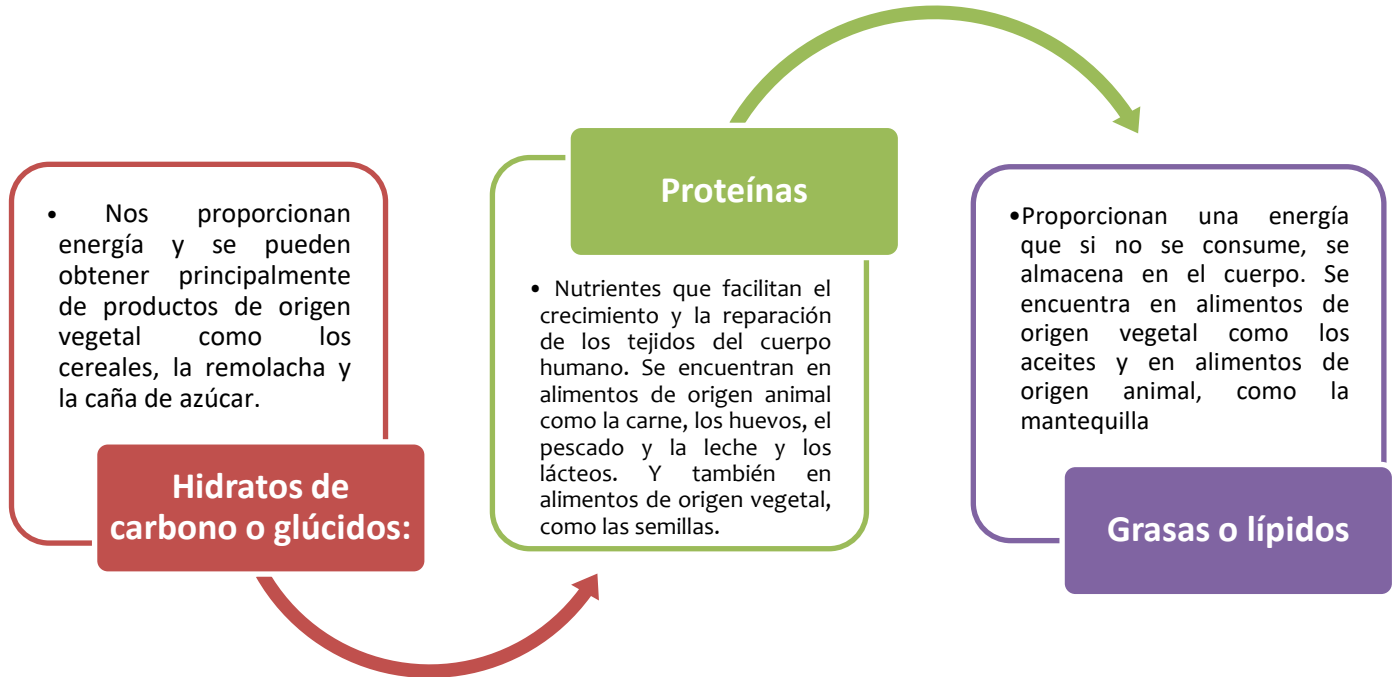 • Nos proporcionan
energía y se pueden
obtener principalmente
de productos de origen
vegetal como los
cereales, la remolacha y
la caña de azúcar.
Hidratos de
carbono o glúcidos:
Proteínas
• Nutrientes que facilitan el
crecimiento y la reparación
de los tejidos del cuerpo
humano. Se encuentran en
alimentos de origen animal
como la carne, los huevos, el
pescado y la leche y los
lácteos. Y también en
alimentos de origen vegetal,
como las semillas.
•Proporcionan una energía
que si no se consume, se
almacena en el cuerpo. Se
encuentra en alimentos de
origen vegetal como los
aceites y en alimentos de
origen animal, como la
mantequilla
Grasas o lípidos